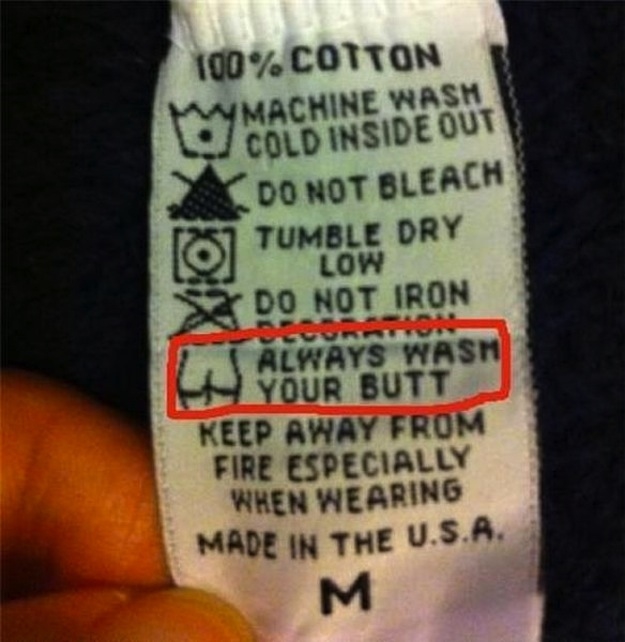 100% COTTON
MACHINE WASH
COLD INSIDE OUT
DO NOT BLEACH
TUMBLE DRY
LOW
DO NOT IRON
DECORATION
ALWAYS WASH
YOUR BUTT
KEEP AWAY FROM
FIRE ESPECIALLY
WHEN WEARING
MADE IN THE U.S.A.
M